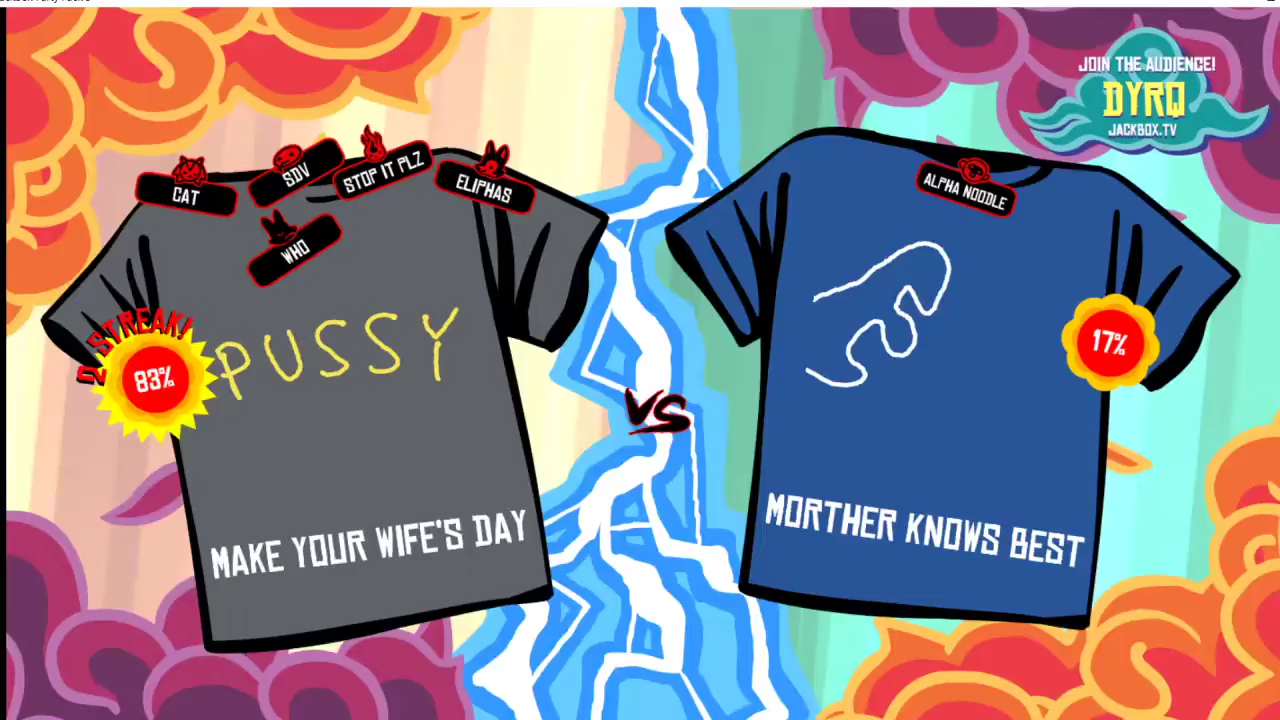 JOIN THE AUDIENCE!
DYRQ
JACKBOX.TV
CAT
SDV
STOP IT PLZ
ELIPHAS
WHO
ALPHA NOODLE
2 STREAK!
83%
PUSSY
MAKE YOUR WIFE'S DAY
VS
17%
MORTHER KNOWS BEST